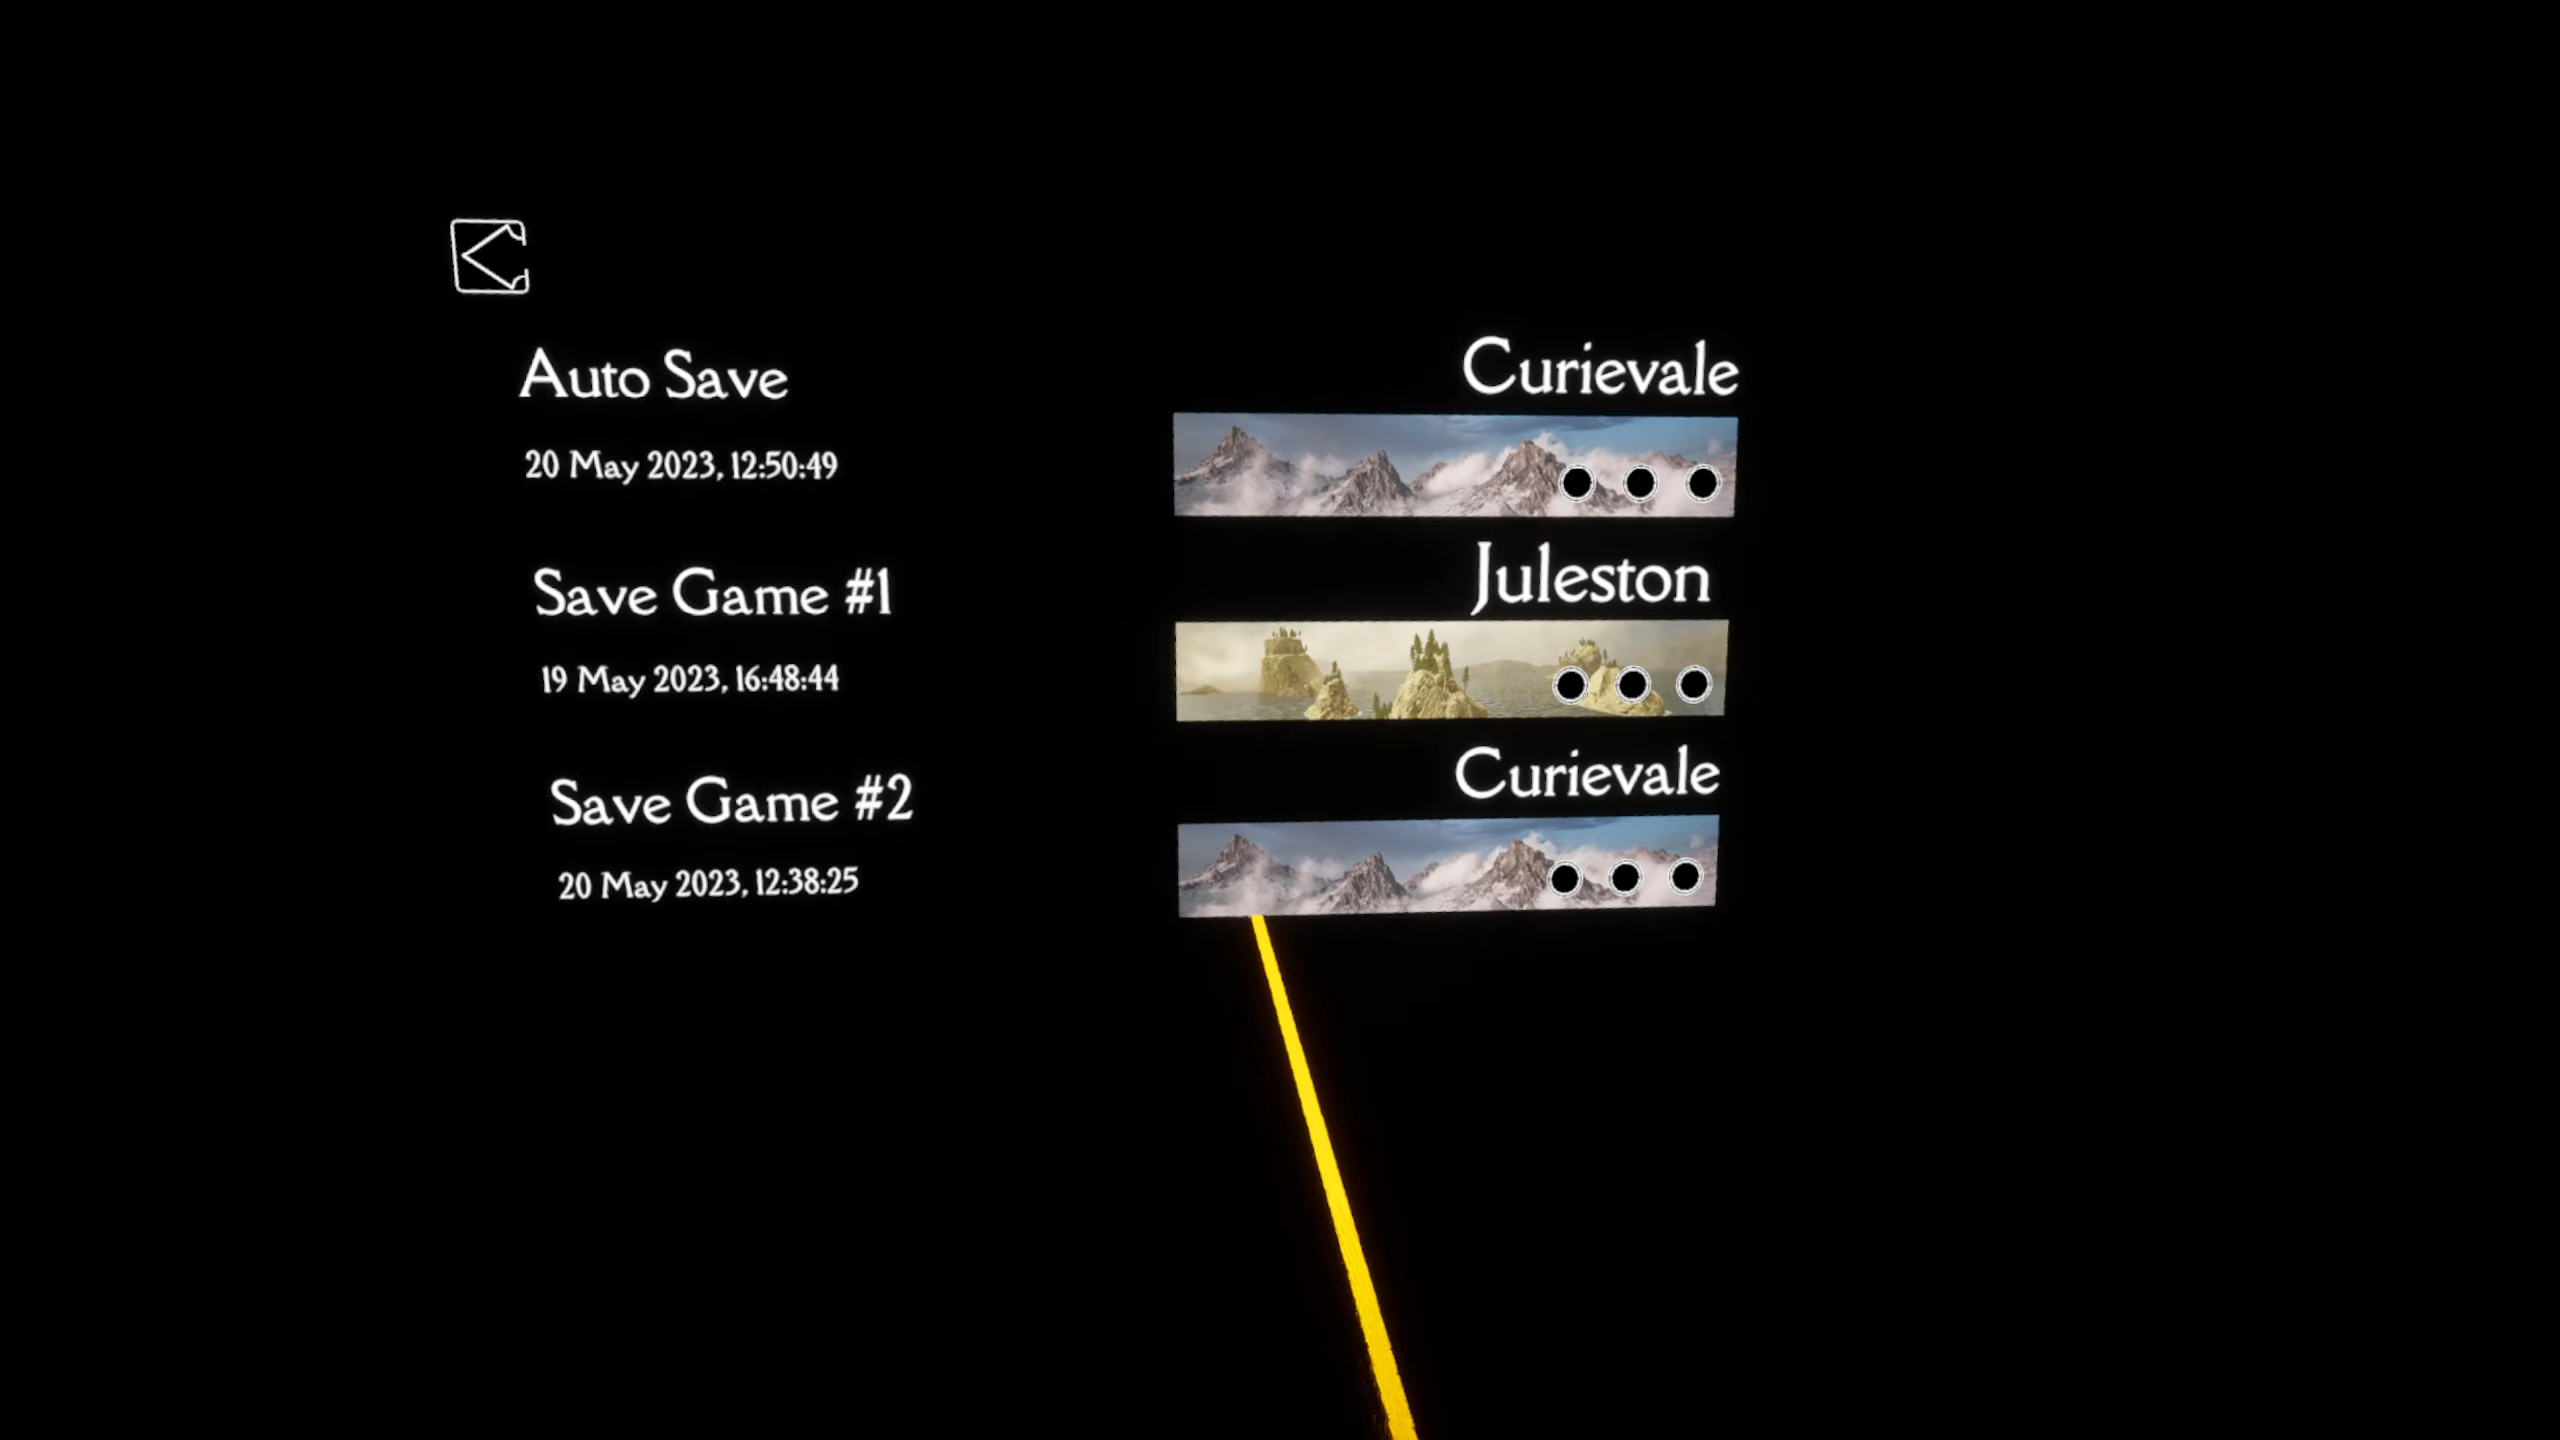 Auto Save
Curievale
20 May 2023, 12:50:49
Save Game #1
Juleston
19 May 2023, 16:48:44
Save Game #2
Curievale
20 May 2023, 12:38:25